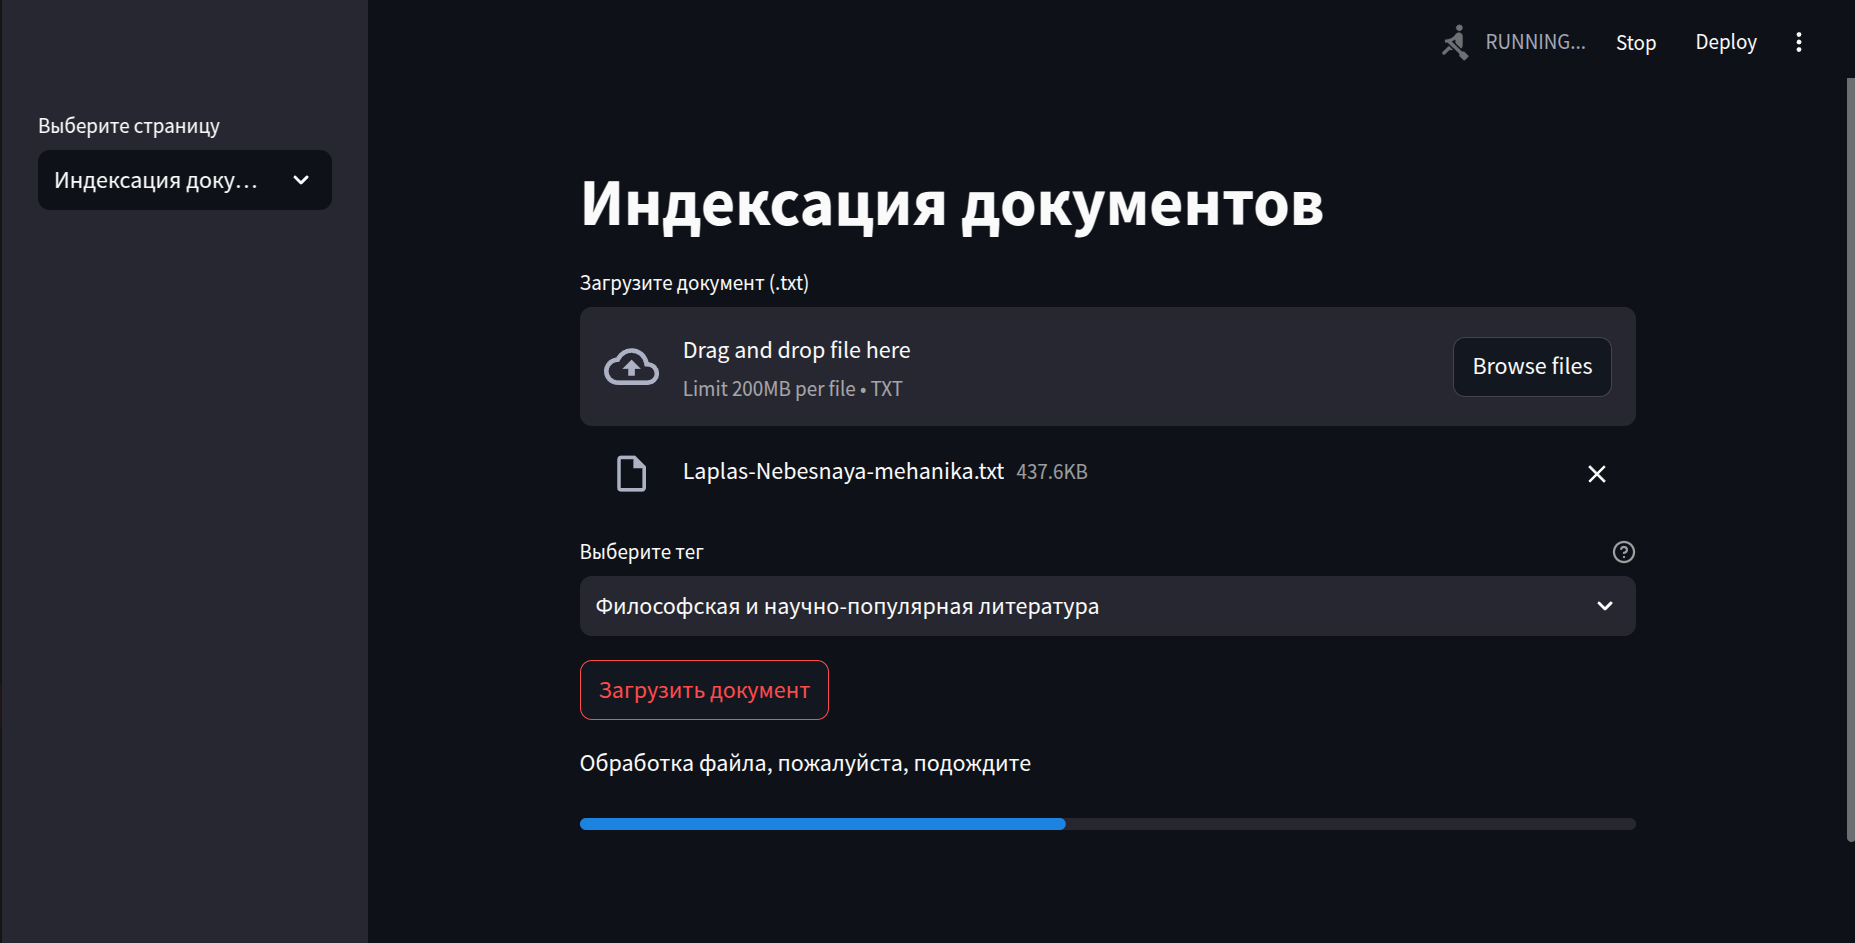 RUNNING...
Stop
Deploy
Выберите страницу
Индексация доку...
Индексация документов
Загрузите документ (.txt)
Drag and drop file here
Limit 200MB per file • TXT
Browse files
Laplas-Nebesnaya-mehanika.txt 437.6KB
Выберите тег
Философская и научно-популярная литература
Загрузить документ
Обработка файла, пожалуйста, подождите